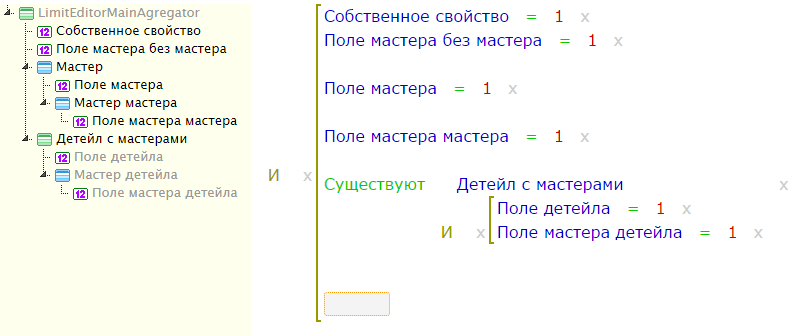 LimitEditorMainAgregator
12 Собственное свойство
12 Поле мастера без мастера
Мастер
12 Поле мастера
Мастер мастера
12 Поле мастера мастера
Детейл с мастерами
12 Поле детейла
Мастер детейла
12 Поле мастера детейла
И x
Собственное свойство = 1 x
Поле мастера без мастера = 1 x
Поле мастера = 1 x
Поле мастера мастера = 1 x
Существуют Детейл с мастерами x
И x
Поле детейла = 1 x
Поле мастера детейла = 1 x